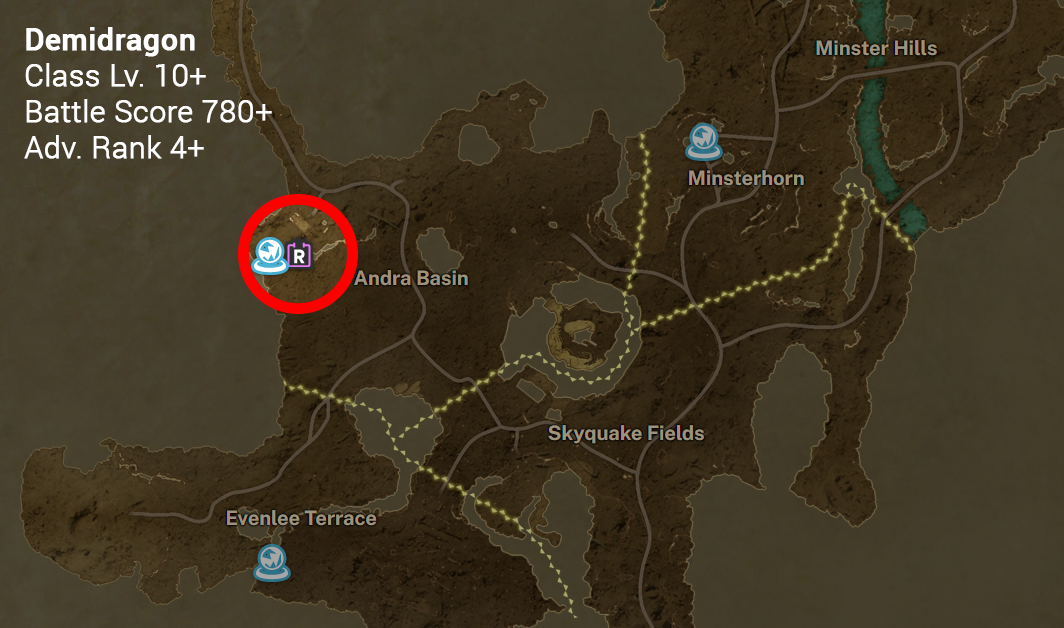 Demidragon
Class Lv. 10+
Battle Score 780+
Adv. Rank 4+
Minster Hills
Minsterhorn
R
Andra Basin
Skyquake Fields
Evenlee Terrace